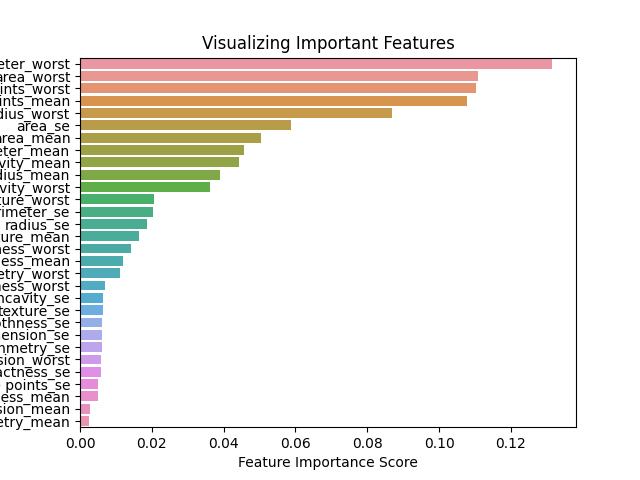 Visualizing Important Features
eter_worst
area_worst
ints_worst
ints_mean
dius_worst
area_se
area_mean
eter_mean
vity_mean
dius_mean
vity_worst
ure_worst
rimeter_se
radius_se
ure_mean
ness_worst
ess_mean
etry_worst
ness_worst
ncavity_se
texture_se
othness_se
ension_se
mmetry_se
sion_worst
actness_se
points_se
ess_mean
sion_mean
etry_mean
0.00 0.02 0.04 0.06 0.08 0.10 0.12
Feature Importance Score